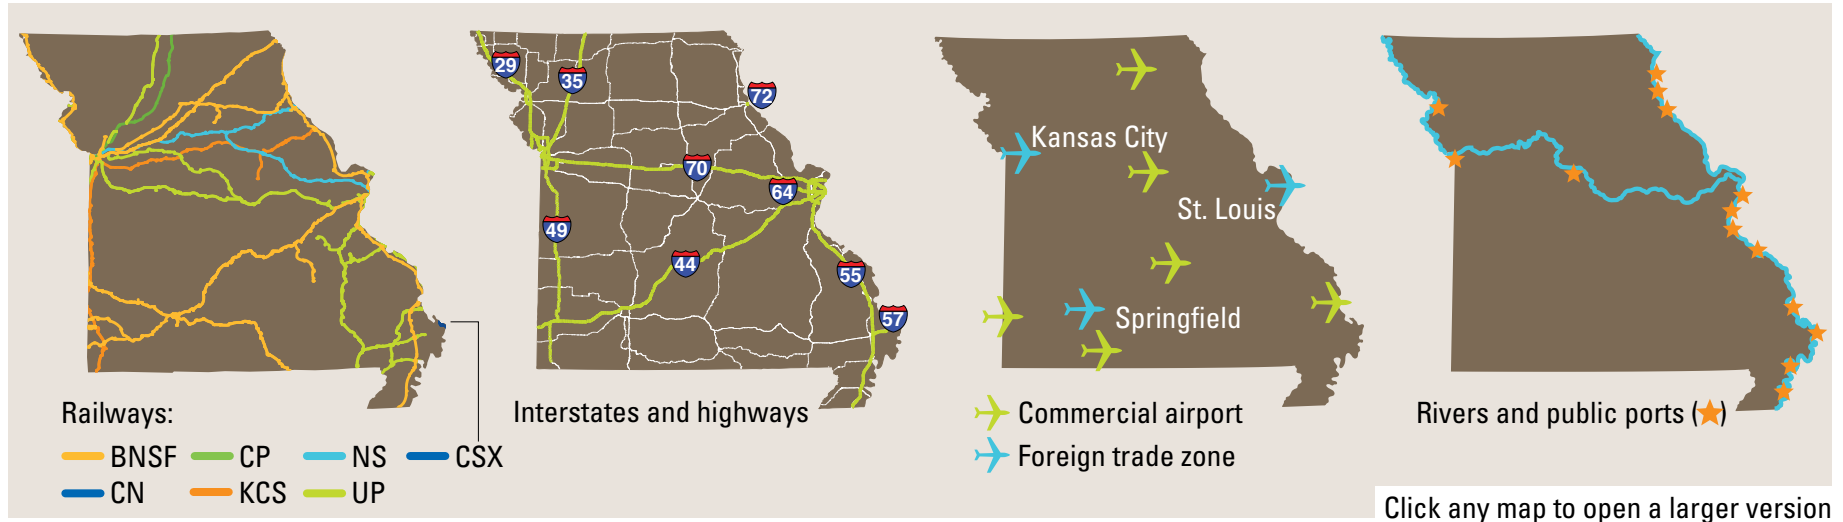 29
35
72
70
64
49
44
55
57
Kansas City
St. Louis
Springfield
Railways:
BNSF CP NS CSX
CN KCS UP
Interstates and highways
Commercial airport
Foreign trade zone
Rivers and public ports (★)
Click any map to open a larger version